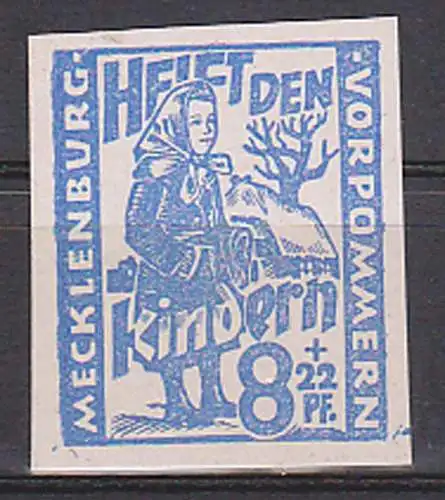 HELFT DEN
kindern
MECKLENBURG-
-VORPOMMERN
8 + 22
PF.